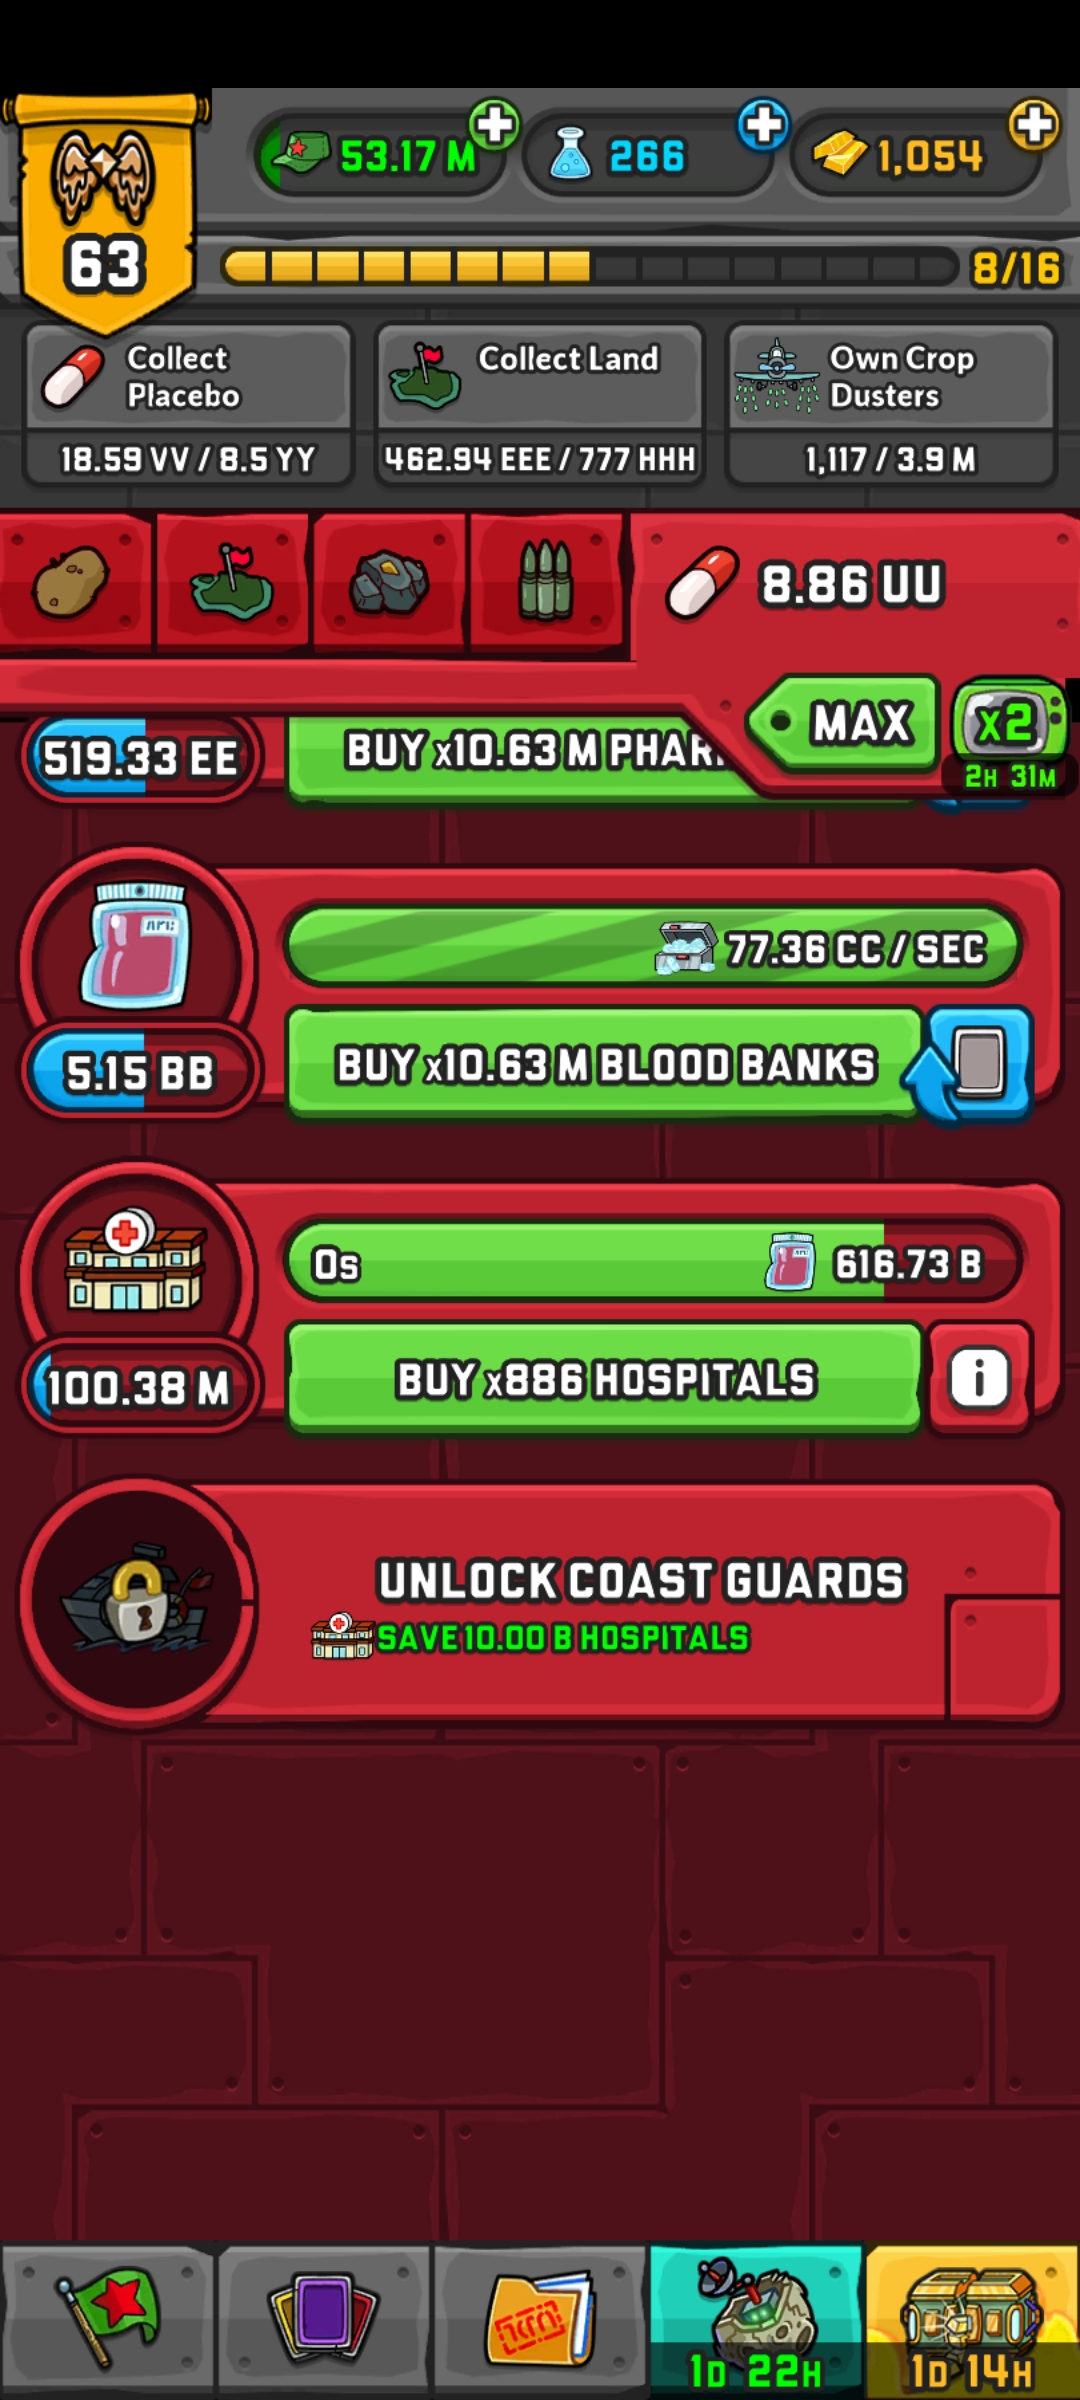 53.17 M
266
1,054
63
8/16
Collect
Placebo
18.59 VV / 8.5 YY
Collect Land
462.94 EEE / 777 HHH
Own Crop
Dusters
1,117 / 3.9 M
8.86 UU
MAX
x2
2H 31M
519.33 EE
BUY x10.63 M
77.36 CC / SEC
5.15 BB
BUY x10.63 M BLOOD BANKS
0s
616.73 B
100.38 M
BUY x886 HOSPITALS
i
UNLOCK COAST GUARDS
SAVE 10.00 B HOSPITALS
1D 22H
1D 14H